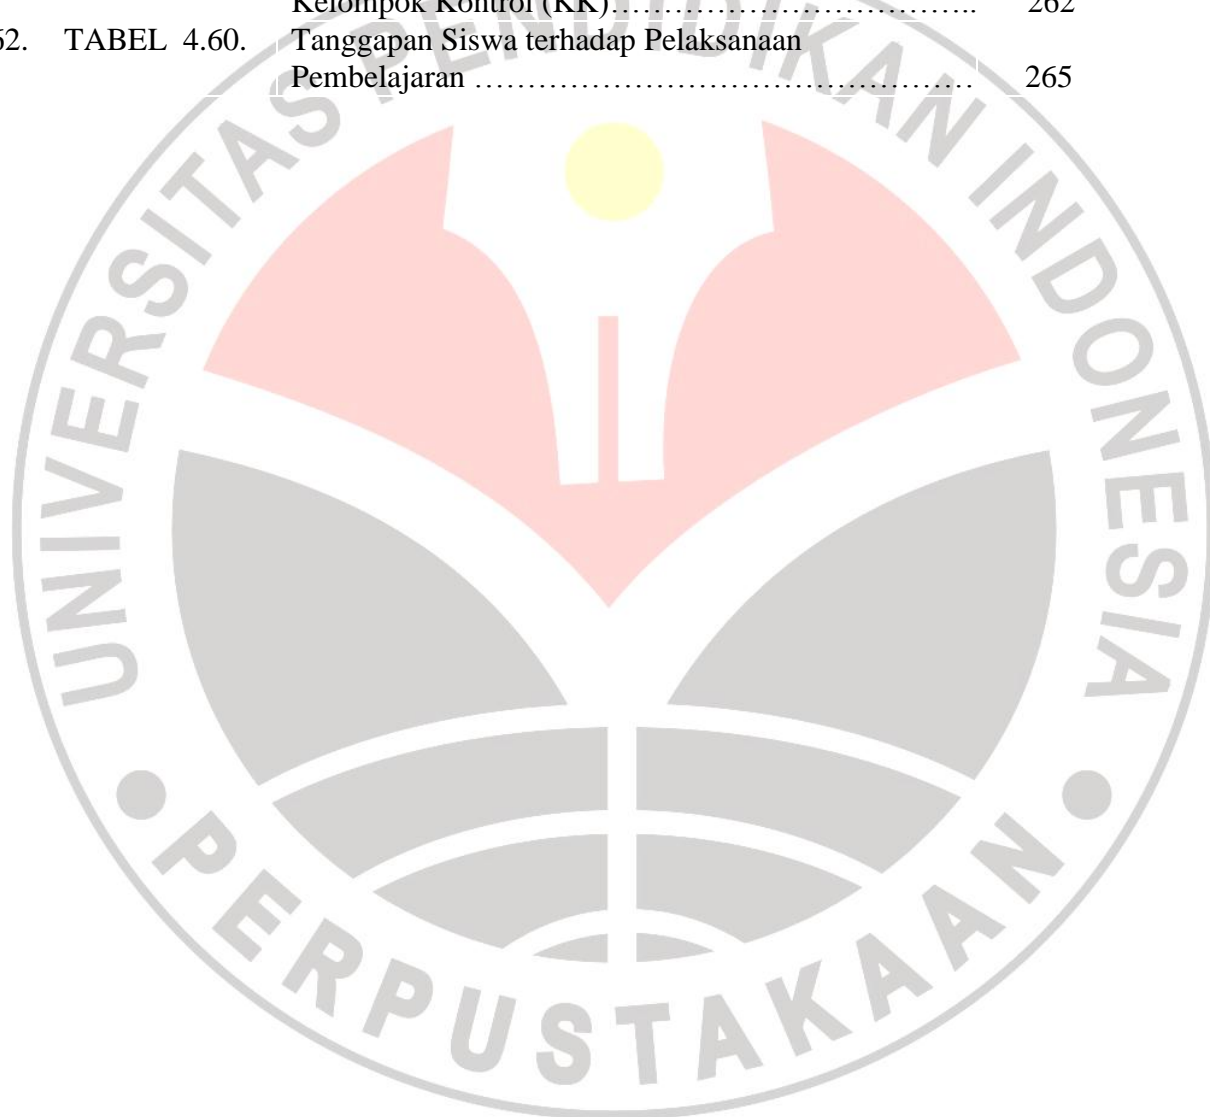 Kelompok Kontrol (KK)…………………………….. 262
62. TABEL 4.60. Tanggapan Siswa terhadap Pelaksanaan
Pembelajaran ………………………………………… 265
UNIVERSITAS PENDIDIKAN INDONESIA
PERPUSTAKAAN